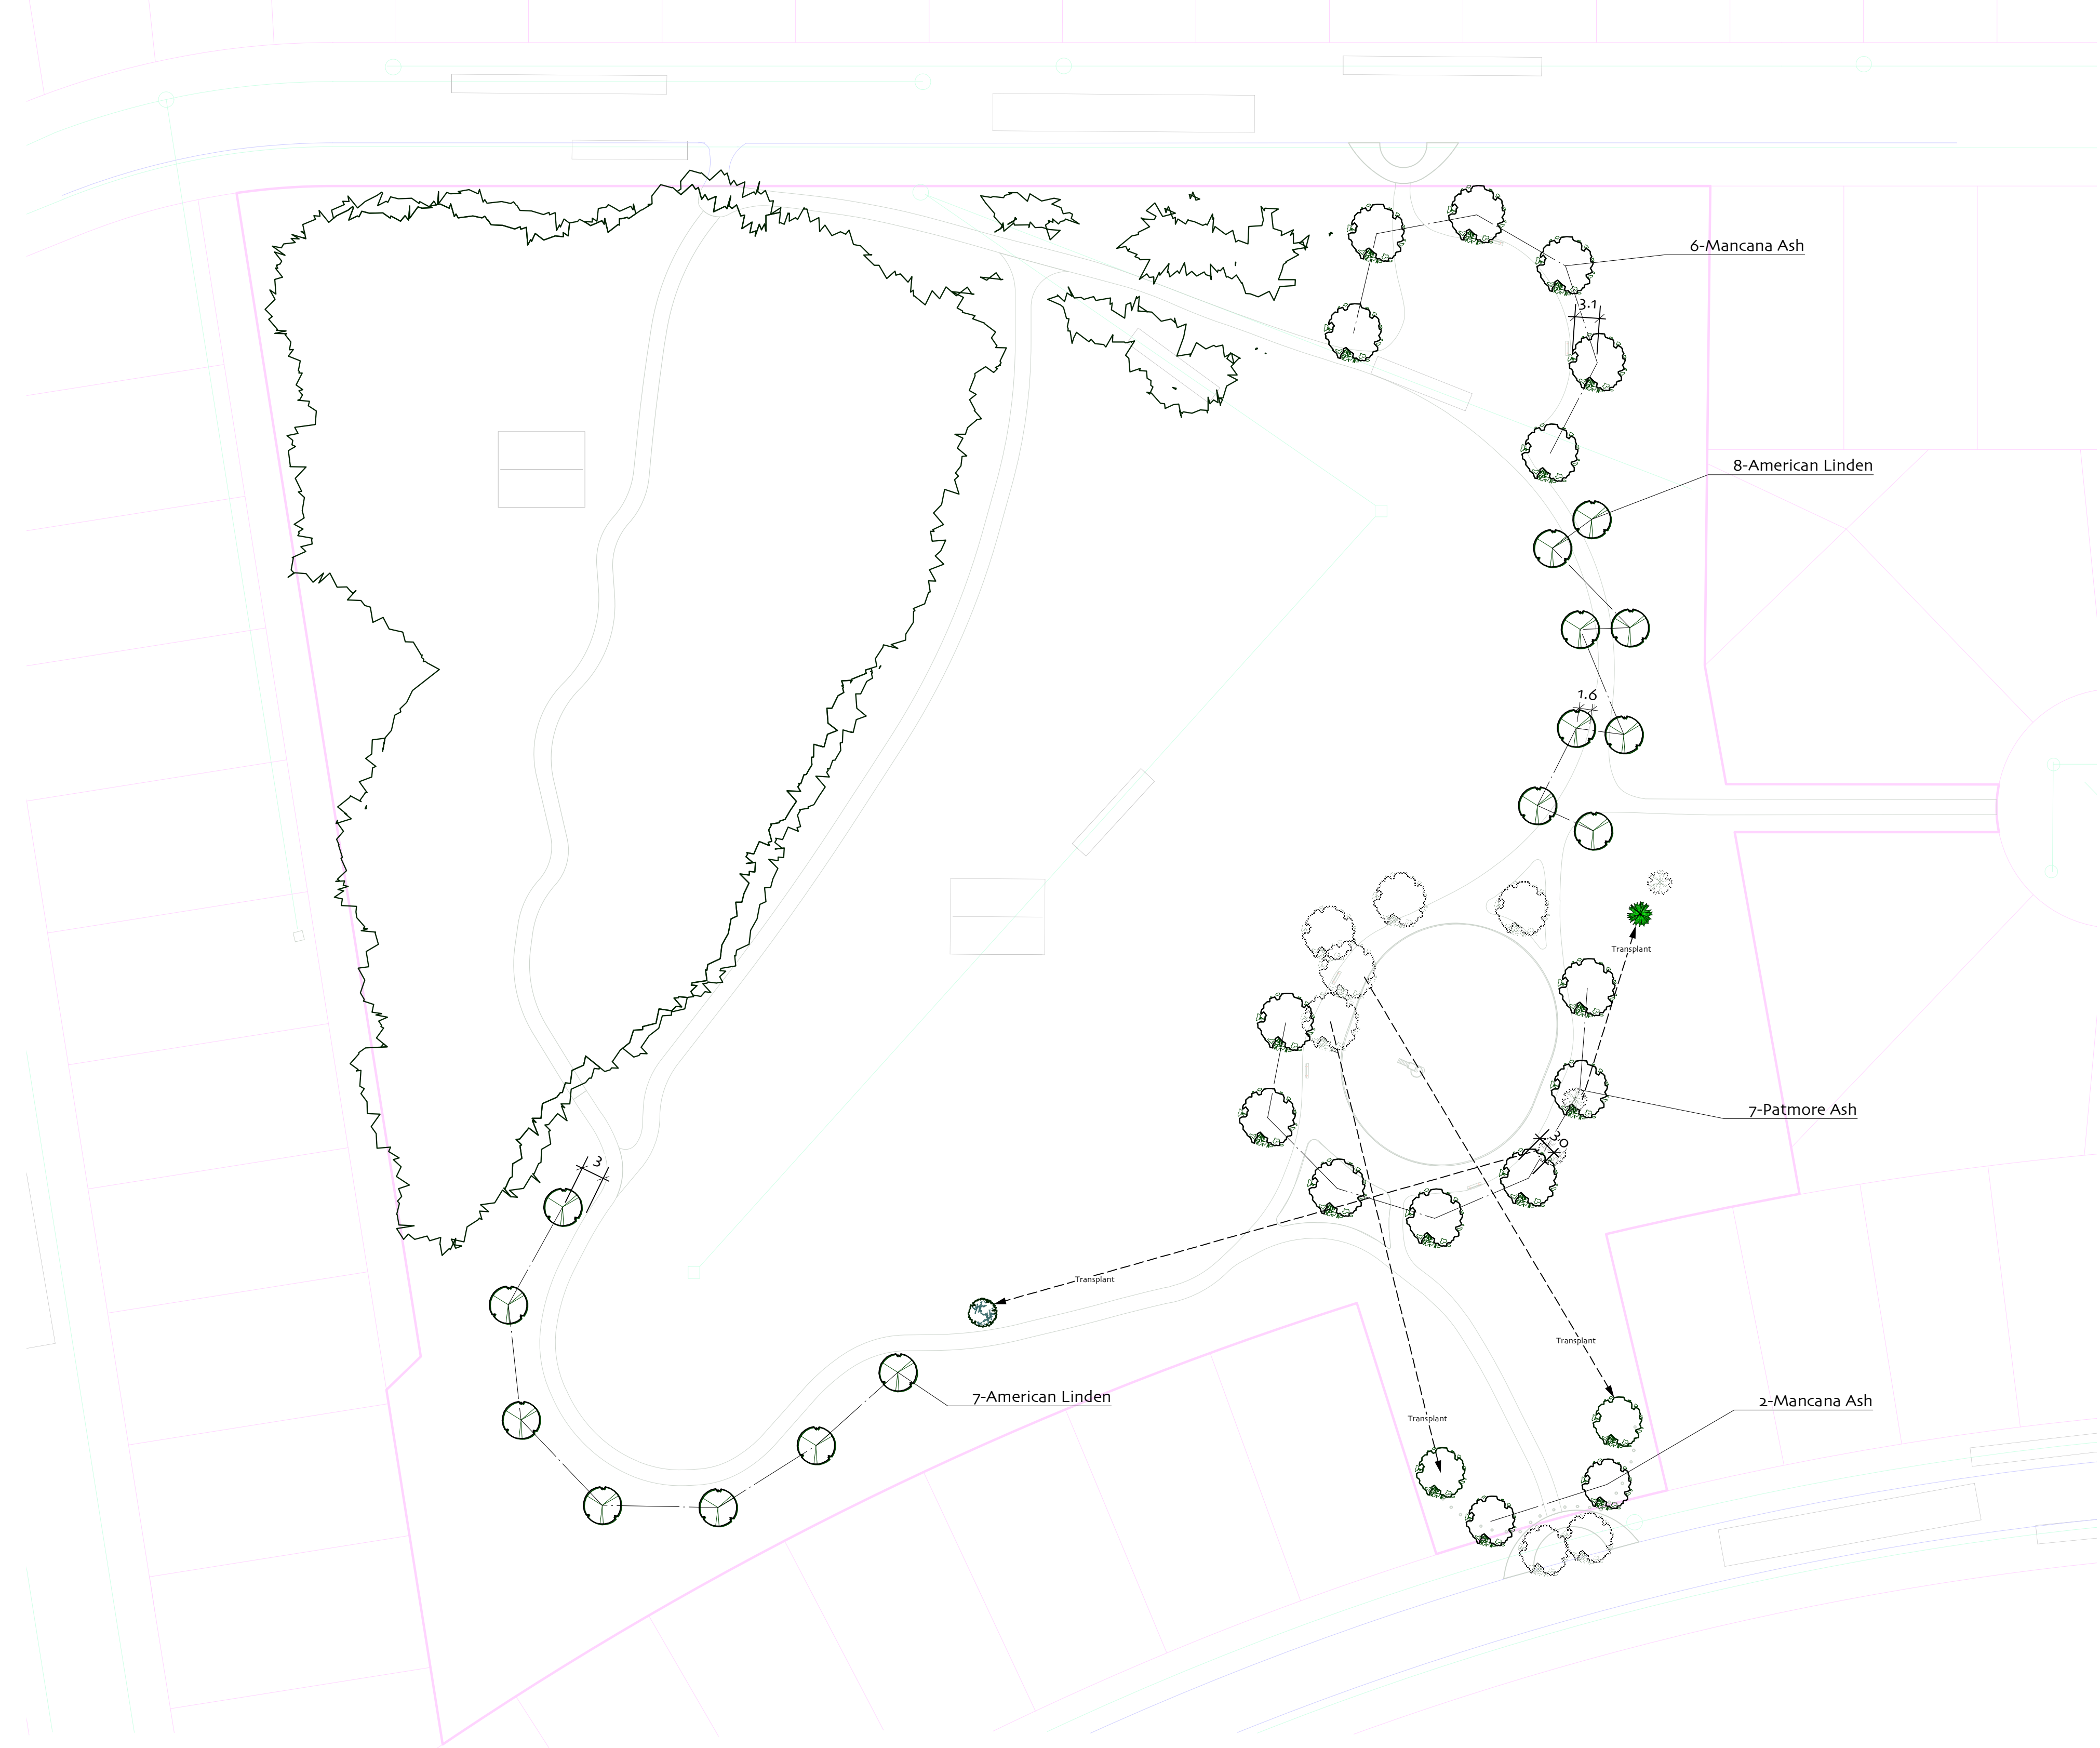 6-Mancana Ash
3.1
8-American Linden
1.6
Transplant
7-Patmore Ash
3.0
3
Transplant
Transplant
7-American Linden
2-Mancana Ash
Transplant